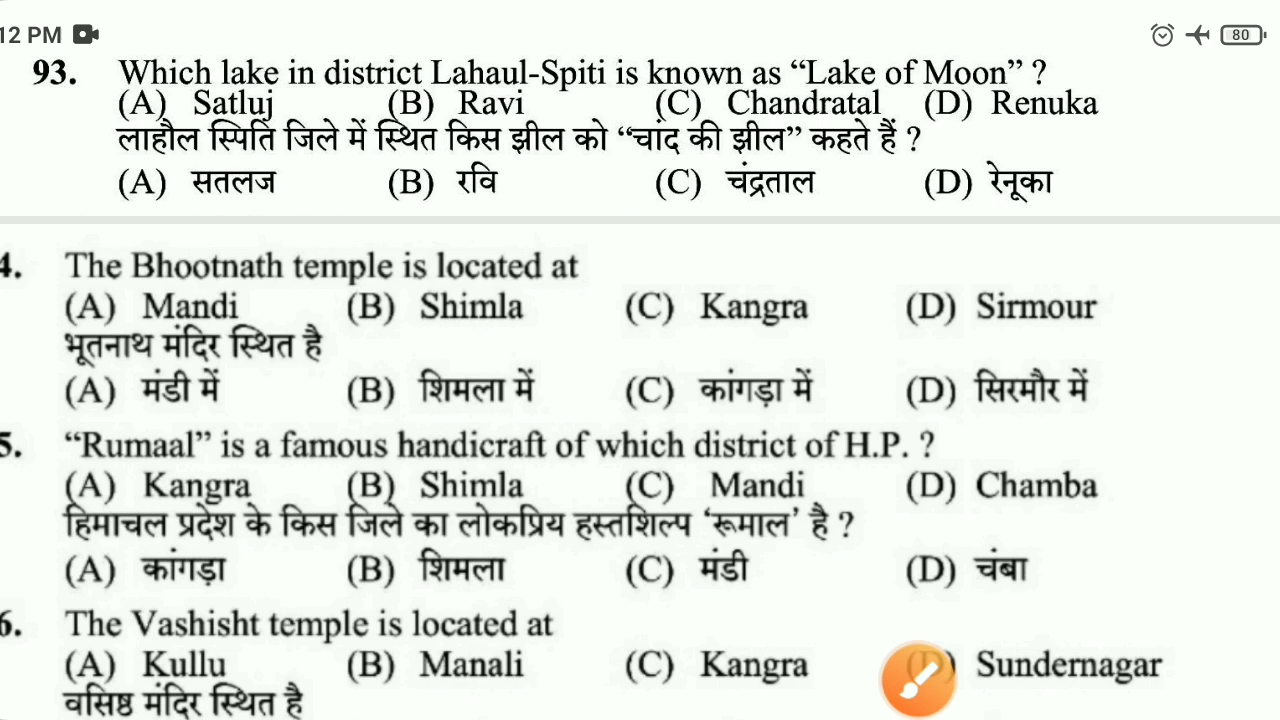 12 PM
80
93. Which lake in district Lahaul-Spiti is known as “Lake of Moon” ?
(A) Satluj (B) Ravi (C) Chandratal (D) Renuka
लाहौल स्पिति जिले में स्थित किस झील को “चांद की झील” कहते हैं ?
(A) सतलज (B) रवि (C) चंद्रताल (D) रेनूका
4. The Bhootnath temple is located at
(A) Mandi (B) Shimla (C) Kangra (D) Sirmour
भूतनाथ मंदिर स्थित है
(A) मंडी में (B) शिमला में (C) कांगड़ा में (D) सिरमौर में
5. “Rumaal” is a famous handicraft of which district of H.P. ?
(A) Kangra (B) Shimla (C) Mandi (D) Chamba
हिमाचल प्रदेश के किस जिले का लोकप्रिय हस्तशिल्प ‘रूमाल’ है ?
(A) कांगड़ा (B) शिमला (C) मंडी (D) चंबा
6. The Vashisht temple is located at
(A) Kullu (B) Manali (C) Kangra (D) Sundernagar
वसिष्ठ मंदिर स्थित है